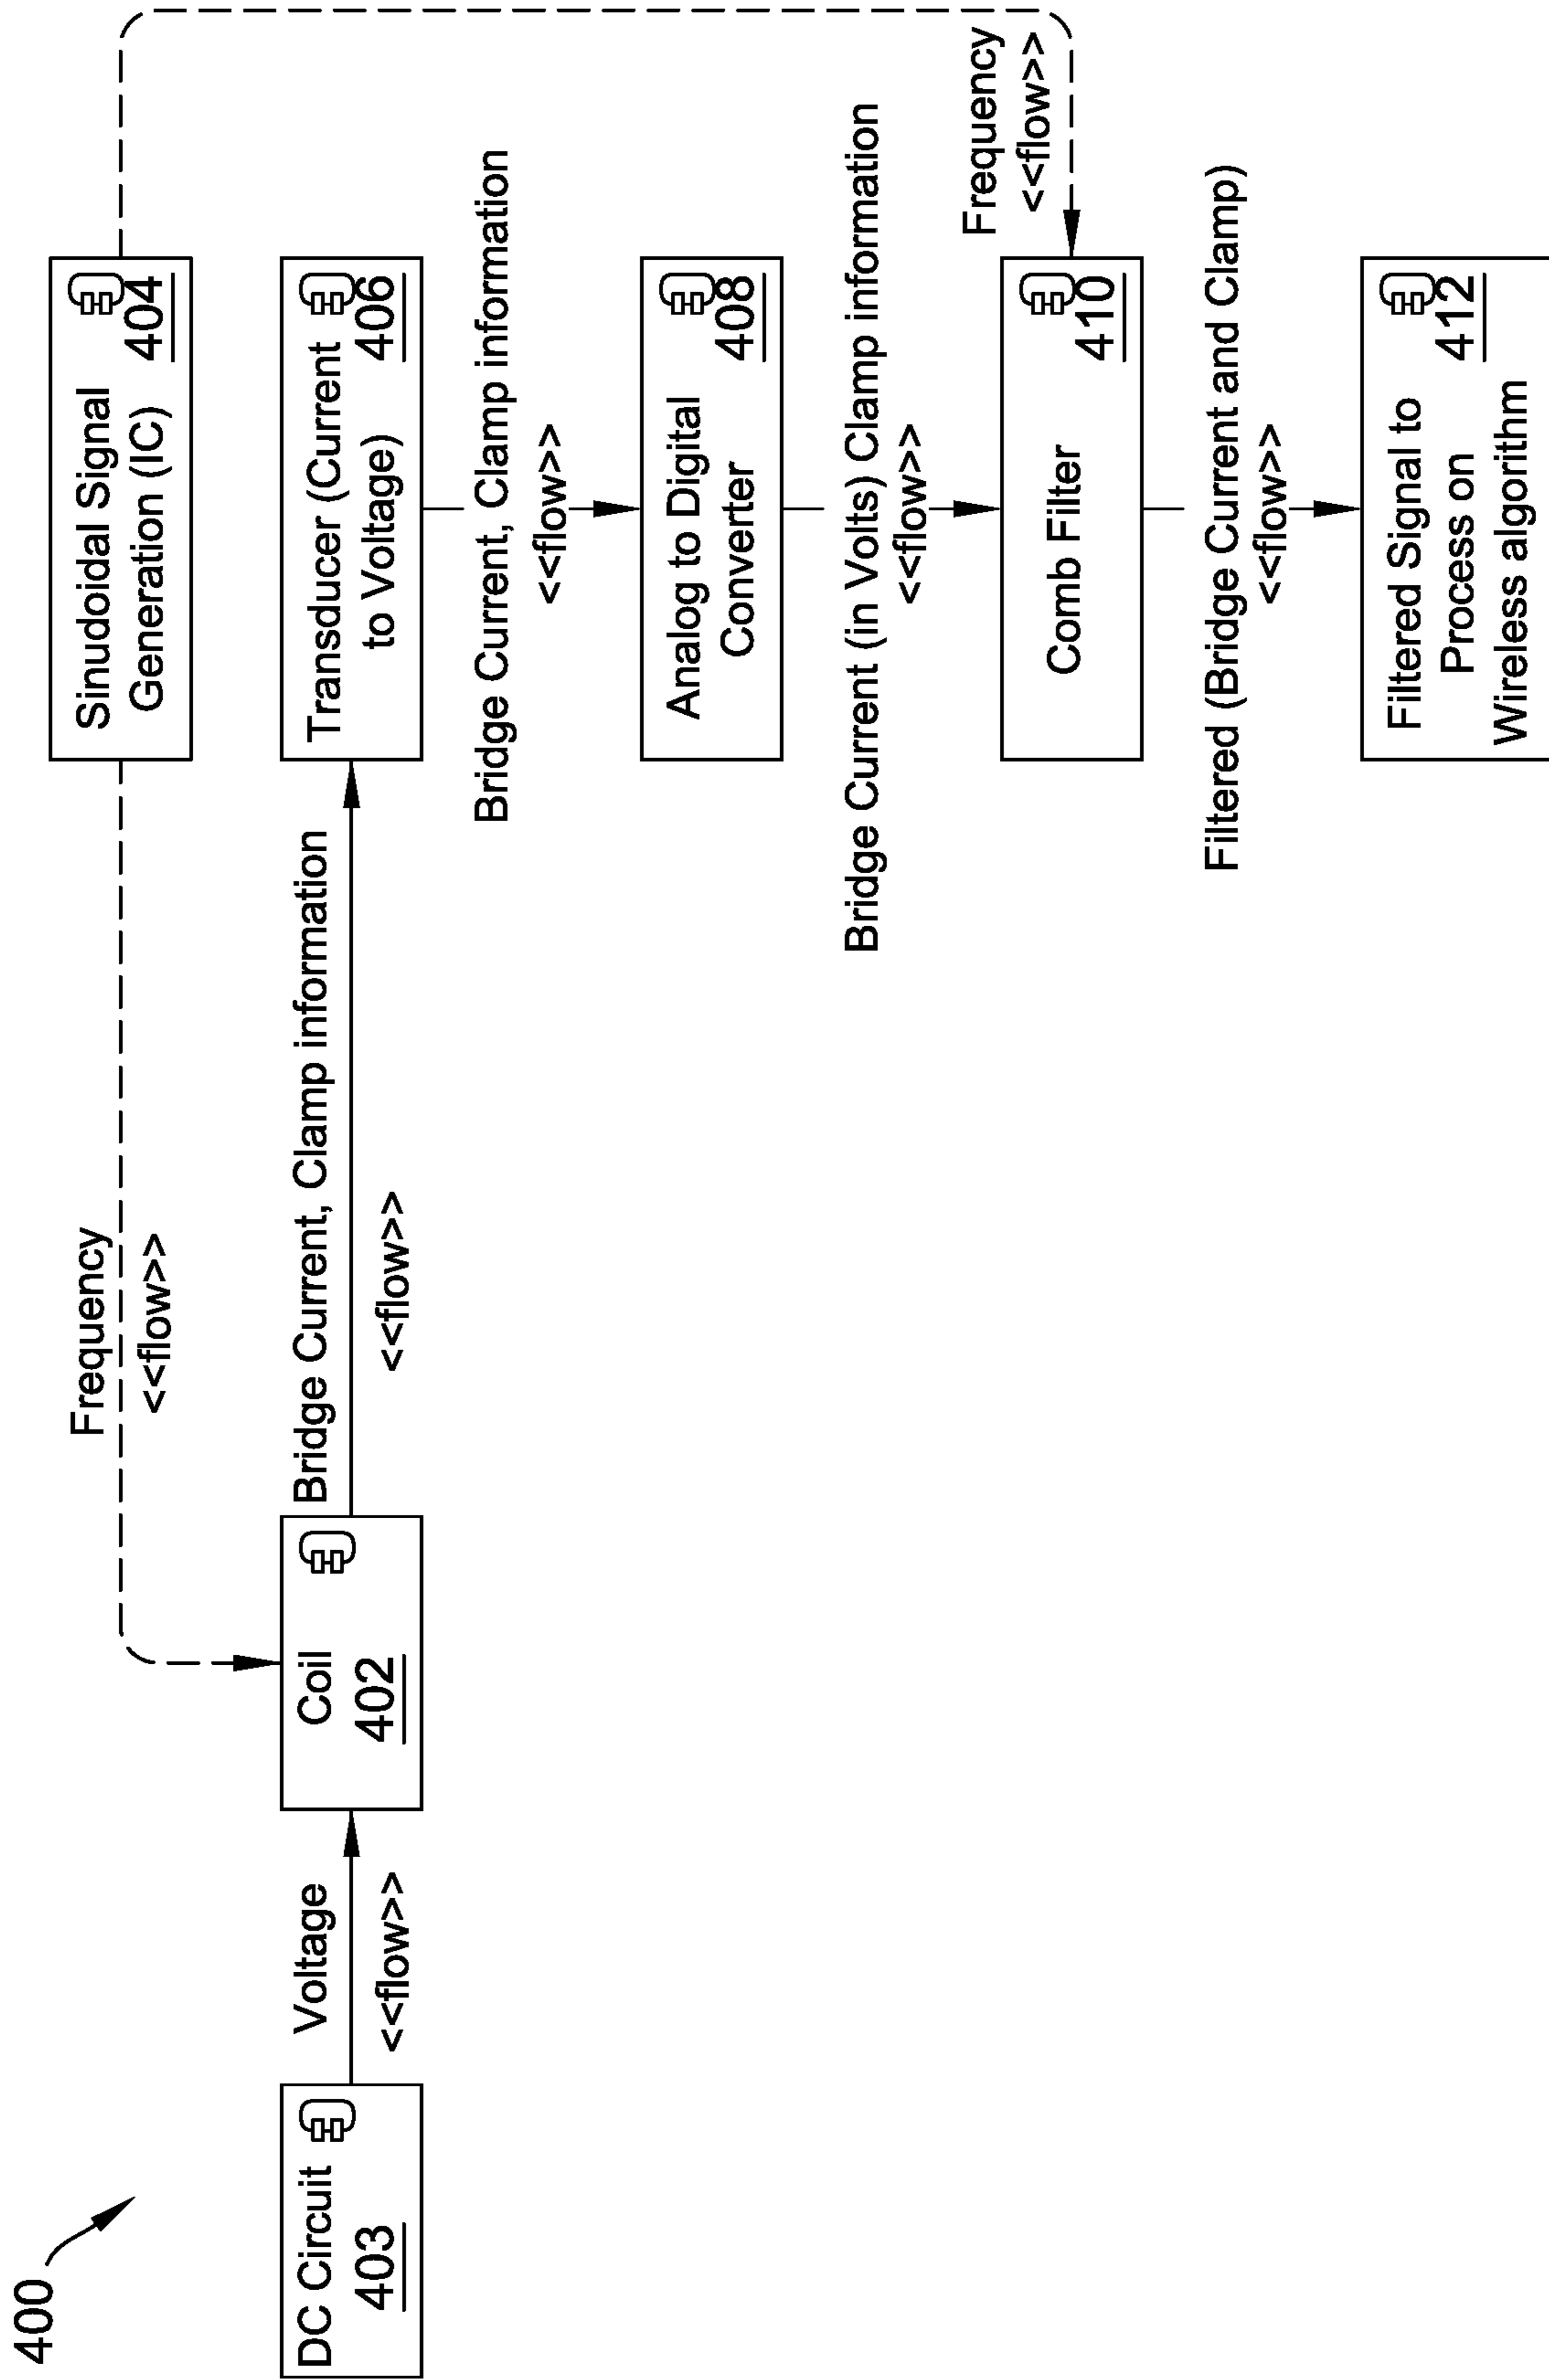 400
Sinudoidal Signal
Generation (IC)
404
Frequency
<<flow>>
DC Circuit
403
Voltage
<<flow>>
Coil
402
Bridge Current, Clamp information
<<flow>>
Transducer (Current
to Voltage)
406
Bridge Current, Clamp information
<<flow>>
Analog to Digital
Converter
408
Bridge Current (in Volts) Clamp information
<<flow>>
Frequency
<<flow>>
Comb Filter
410
Filtered (Bridge Current and Clamp)
<<flow>>
Filtered Signal to
Process on
Wireless algorithm
412